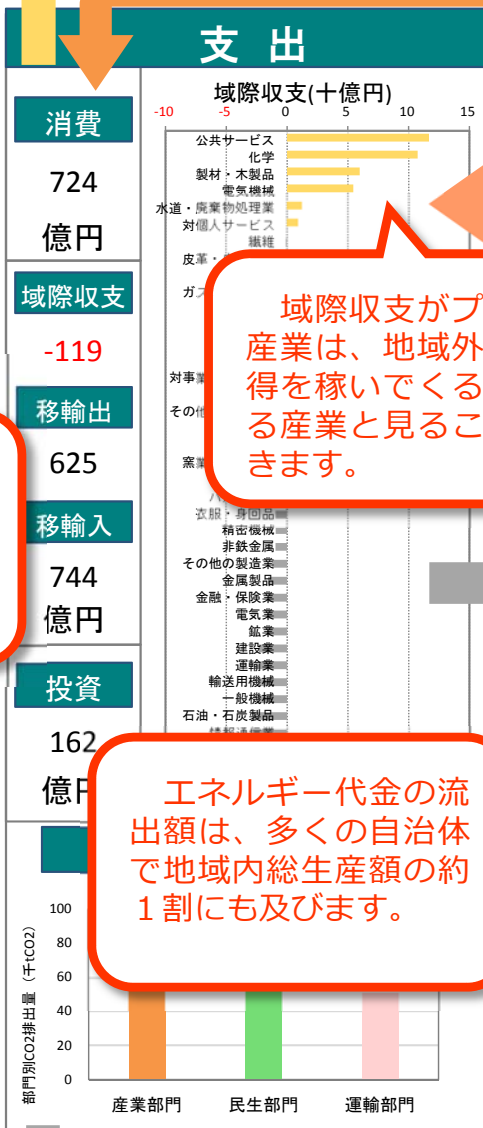 支 出
消費
724
億円
域際収支
-119
移輸出
625
移輸入
744
億円
投資
162
億円
域際収支(十億円)
-10 -5 0 5 10 15
公共サービス
化学
製材・木製品
電気機械
水道・廃棄物処理業
対個人サービス
繊維
皮革・
ガス
対事業
その他
窯業
衣服・身回品
精密機械
非鉄金属
その他の製造業
金属製品
金融・保険業
電気業
鉱業
建設業
運輸業
輸送用機械
一般機械
石油・石炭製品
情報通信業
域際収支がプ
産業は、地域外
得を稼いでくる
る産業と見るこ
きます。
エネルギー代金の流
出額は、多くの自治体
で地域内総生産額の約
1割にも及びます。
部門別CO2排出量 (千tCO2)
100
80
60
40
20
0
産業部門 民生部門 運輸部門